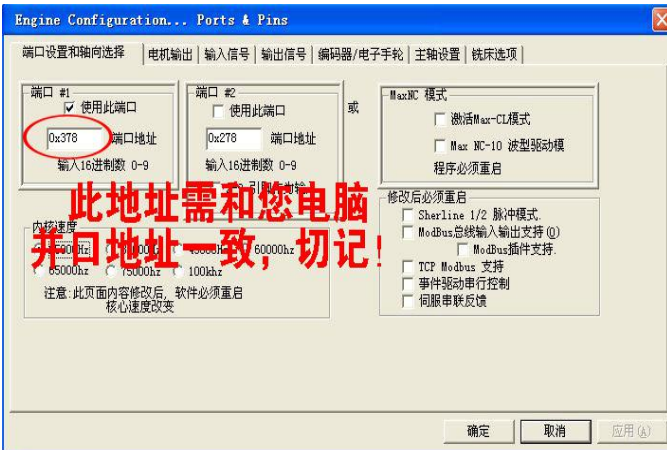 Engine Configuration... Ports & Pins
端口设置和轴向选择 电机输出 输入信号 输出信号 编码器/电子手轮 主轴设置 铣床选项
端口 #1
使用此端口
0x378 端口地址
输入16进制数 0-9
端口 #2
使用此端口
0x278 端口地址
输入16进制数 0-9
或
MaxNC 模式
激活Max-CL模式
Max NC-10 波型驱动模
程序必须重启
此地址需和您电脑
并口地址一致，切记！
内核速度
60000hz
65000hz 75000hz 100khz
注意:此页面内容修改后, 软件必须重启
核心速度改变
修改后必须重启
Sherline 1/2 脉冲模式.
ModBus总线输入输出支持(O)
ModBus插件支持.
TCP Modbus 支持
事件驱动串行控制
伺服串联反馈
确定 取消 应用(A)